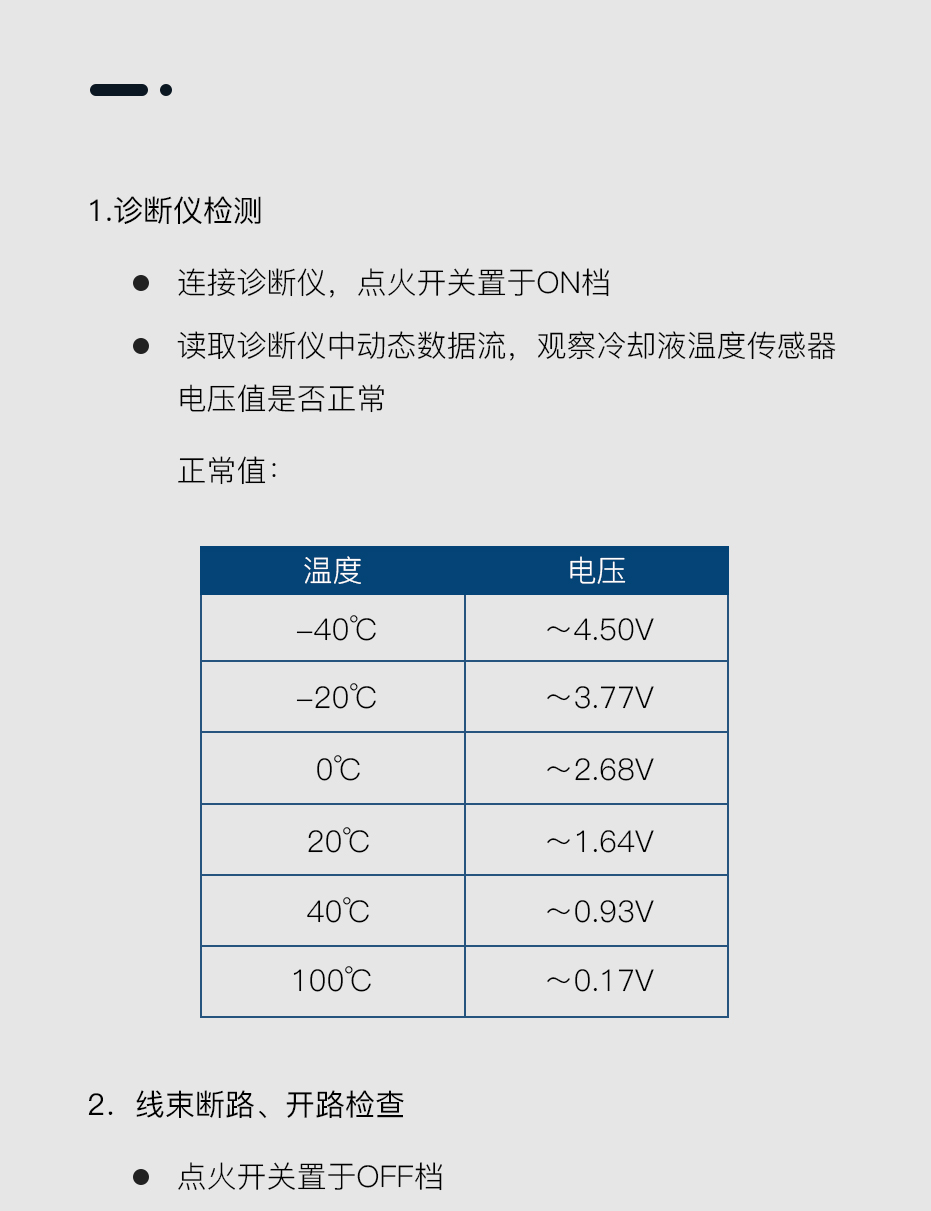 1.诊断仪检测
● 连接诊断仪，点火开关置于ON档
● 读取诊断仪中动态数据流，观察冷却液温度传感器
电压值是否正常
正常值：
温度 电压
–40℃ ～4.50V
–20℃ ～3.77V
0℃ ～2.68V
20℃ ～1.64V
40℃ ～0.93V
100℃ ～0.17V
2. 线束断路、开路检查
● 点火开关置于OFF档